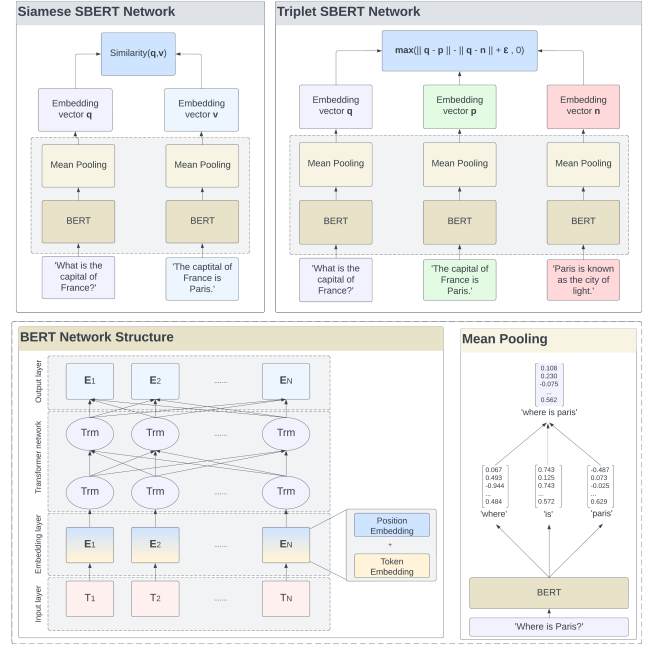 Siamese SBERT Network
Similarity(q,v)
Embedding
vector q
Embedding
vector v
Mean Pooling
Mean Pooling
BERT
BERT
'What is the
capital of
France?'
'The captital of
France is
Paris.'
Triplet SBERT Network
max(|| q - p || - || q - n || + ε , 0)
Embedding
vector q
Embedding
vector p
Embedding
vector n
Mean Pooling
Mean Pooling
Mean Pooling
BERT
BERT
BERT
'What is the
capital of
France?'
'The capital of
France is
Paris.'
'Paris is known
as the city of
light.'
BERT Network Structure
Output layer
E1
E2
......
EN
Transformer network
Trm
Trm
......
Trm
Trm
Trm
......
Trm
Embedding layer
E1
E2
......
EN
Position
Embedding
+
Token
Embedding
Input layer
T1
T2
......
TN
Mean Pooling
0.108
0.230
-0.075
...
0.562
'where is paris'
0.067
0.493
-0.944
...
0.484
'where'
0.743
0.125
0.743
...
0.572
'is'
-0.487
0.073
-0.025
...
0.629
'paris'
BERT
'Where is Paris?'